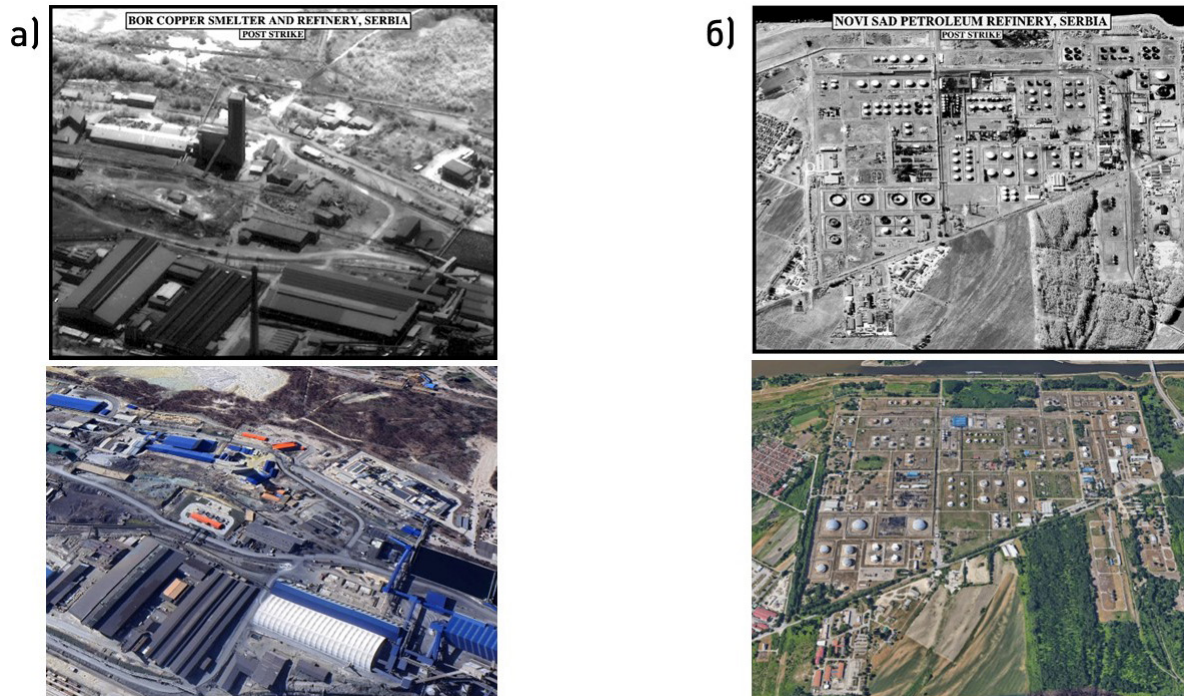 а)
BOR COPPER SMELTER AND REFINERY, SERBIA
POST STRIKE
б)
NOVI SAD PETROLEUM REFINERY, SERBIA
POST STRIKE